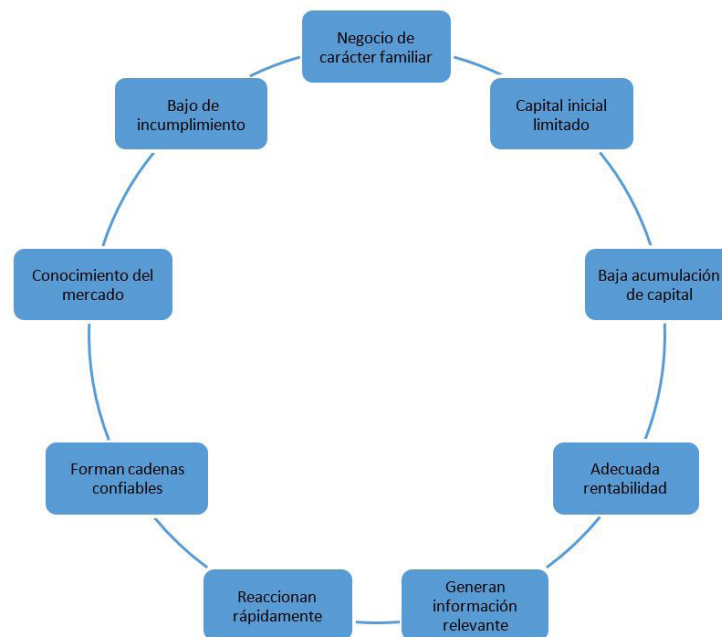 Negocio de
carácter familiar
Capital inicial
limitado
Baja acumulación
de capital
Adecuada
rentabilidad
Generan
información
relevante
Reaccionan
rápidamente
Forman cadenas
confiables
Conocimiento del
mercado
Bajo de
incumplimiento